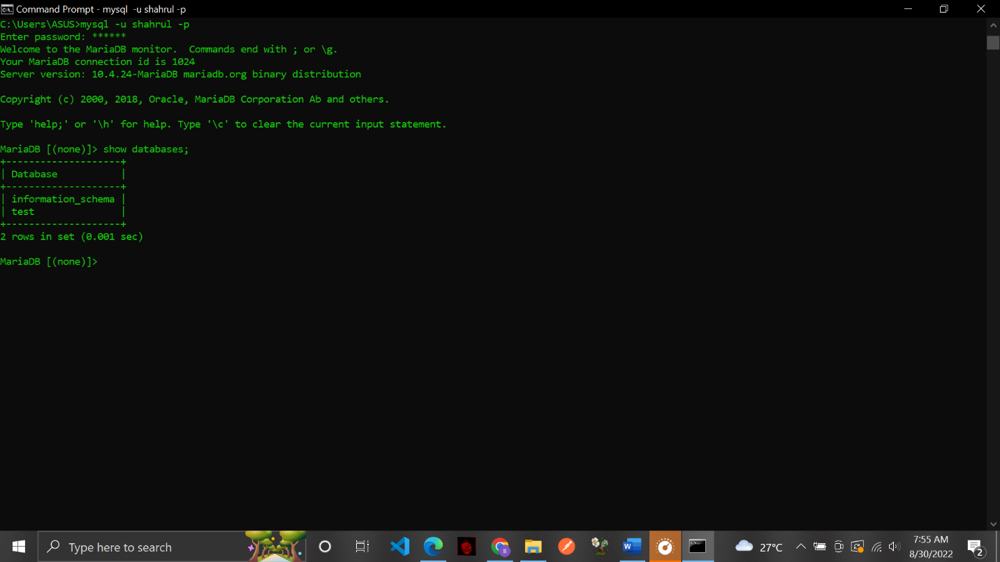 Command Prompt - mysql  -u shahrul -p
C:\Users\ASUS>mysql -u shahrul -p
Enter password: ******
Welcome to the MariaDB monitor.  Commands end with ; or \g.
Your MariaDB connection id is 1024
Server version: 10.4.24-MariaDB mariadb.org binary distribution

Copyright (c) 2000, 2018, Oracle, MariaDB Corporation Ab and others.

Type 'help;' or '\h' for help. Type '\c' to clear the current input statement.

MariaDB [(none)]> show databases;
+--------------------+
| Database           |
+--------------------+
| information_schema |
| test               |
+--------------------+
2 rows in set (0.001 sec)

MariaDB [(none)]>
Type here to search
27°C
7:55 AM
8/30/2022
2